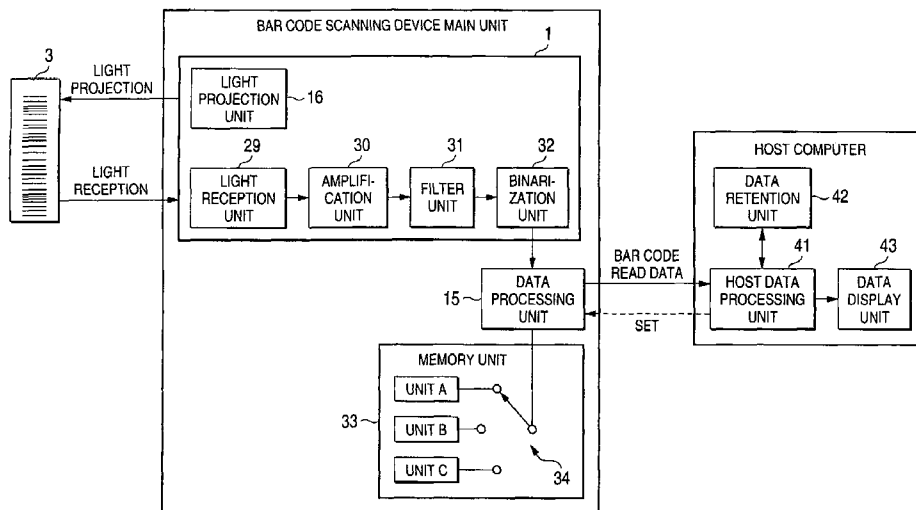 BAR CODE SCANNING DEVICE MAIN UNIT
1
3
LIGHT
PROJECTION
LIGHT
PROJECTION
UNIT
16
LIGHT
RECEPTION
29
LIGHT
RECEPTION
UNIT
30
AMPLIFI-
CATION
UNIT
31
FILTER
UNIT
32
BINARI-
ZATION
UNIT
HOST COMPUTER
DATA
RETENTION
UNIT
42
15
DATA
PROCESSING
UNIT
BAR CODE
READ DATA
SET
41
HOST DATA
PROCESSING
UNIT
43
DATA
DISPLAY
UNIT
MEMORY UNIT
33
UNIT A
UNIT B
UNIT C
34